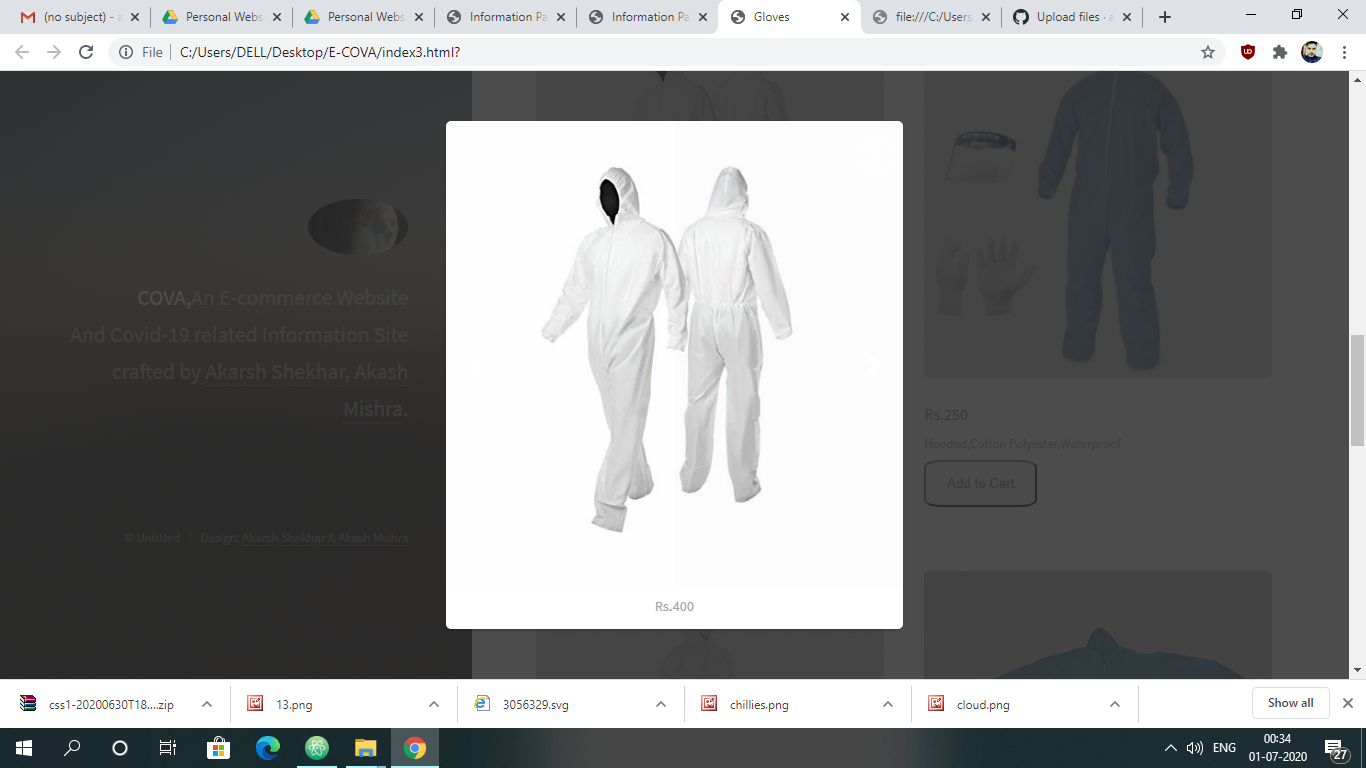 (no subject) - a
Personal Webs
Personal Webs
Information Pa
Information Pa
Gloves
file:///C:/Users
Upload files · a
File
C:/Users/DELL/Desktop/E-COVA/index3.html?
COVA,An E-commerce Website
And Covid-19 related Information Site
crafted by Akarsh Shekhar, Akash
Mishra.
© Untitled | Design: Akarsh Shekhar & Akash Mishra
Rs.400
Rs.250
Hooded,Cotton Polyester,Waterproof
Add to Cart
css1-20200630T18....zip
13.png
3056329.svg
chillies.png
cloud.png
Show all
ENG
00:34
01-07-2020
27